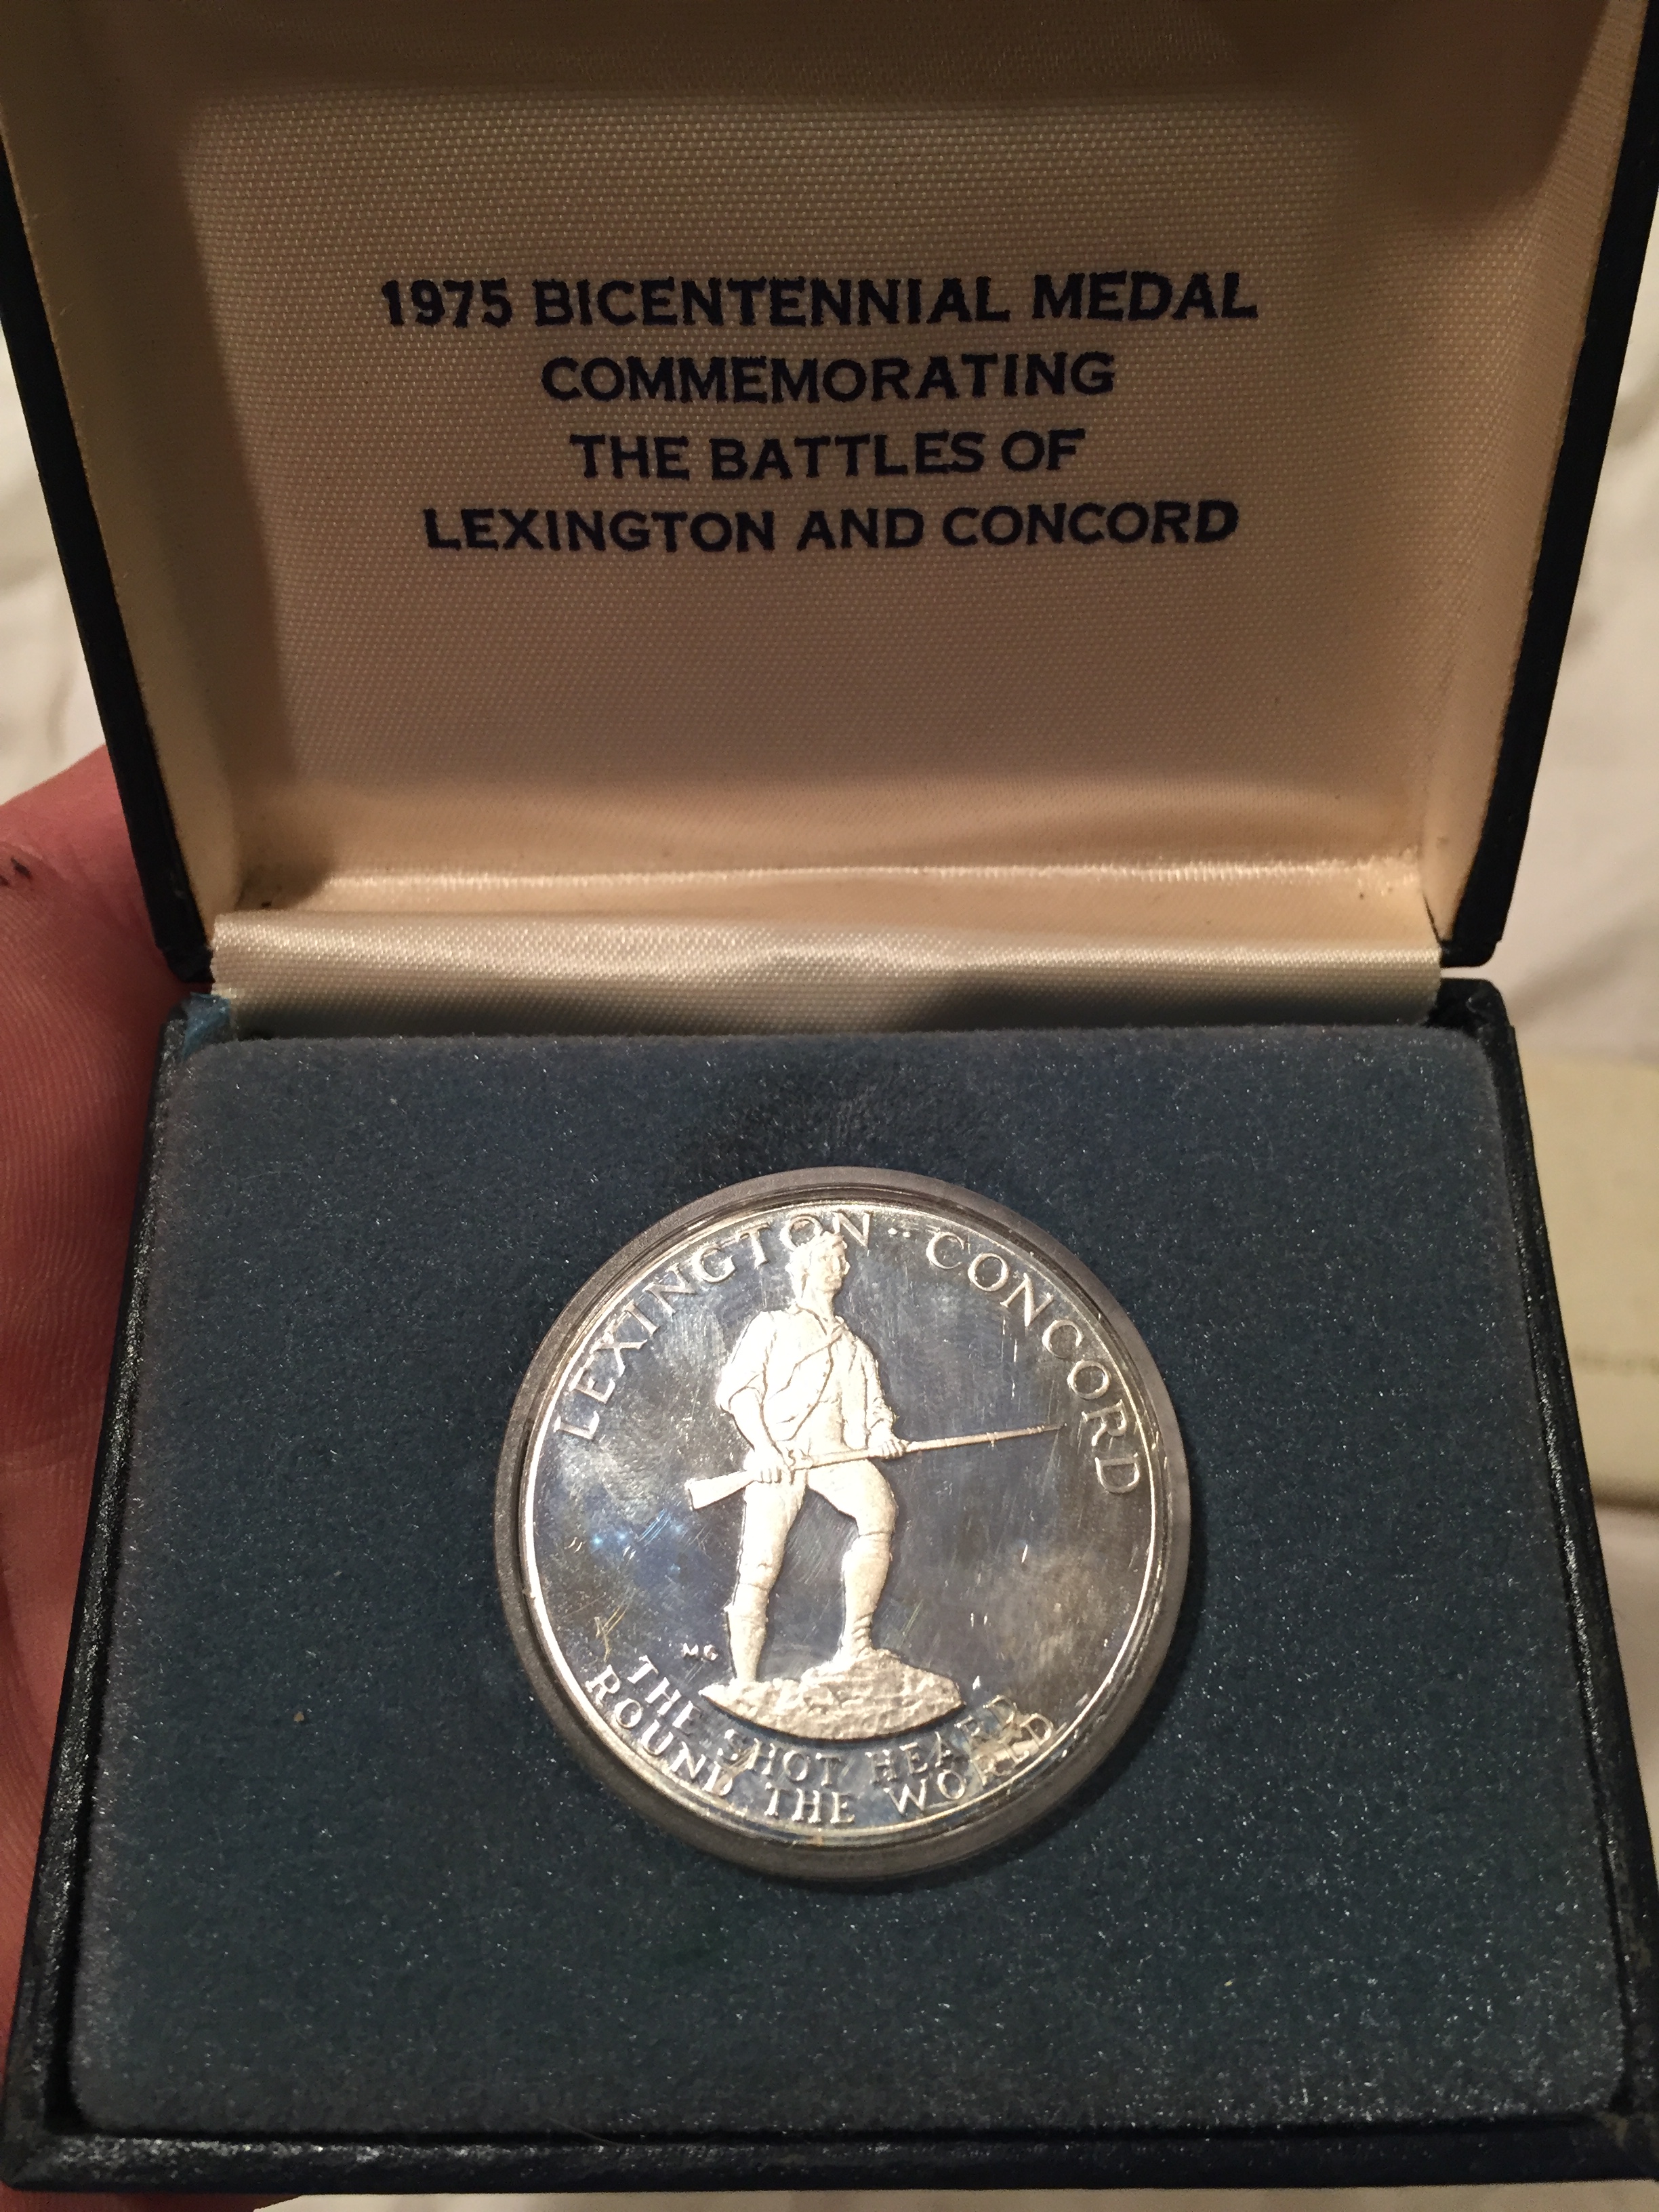 1975 BICENTENNIAL MEDAL
COMMEMORATING
THE BATTLES OF
LEXINGTON AND CONCORD
LEXINGTON ·· CONCORD
MG
THE SHOT HEARD
ROUND THE WORLD